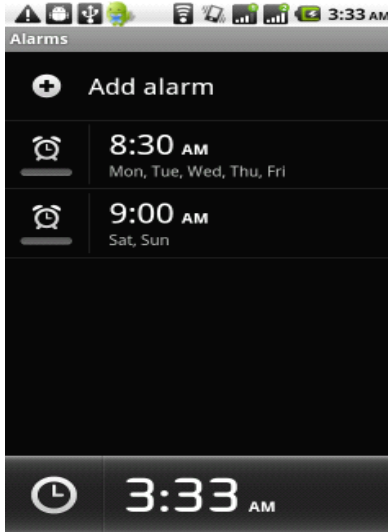 3:33 AM
Alarms
Add alarm
8:30 AM
Mon, Tue, Wed, Thu, Fri
9:00 AM
Sat, Sun
3:33 AM